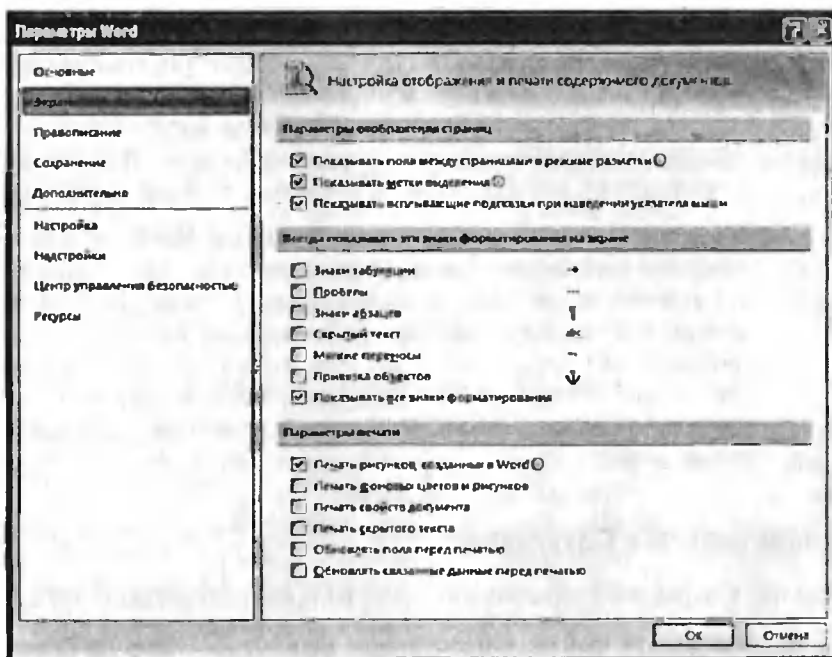 Параметры Word
Основные
Экран
Правописание
Сохранение
Дополнительно
Настройка
Надстройки
Центр управления безопасностью
Ресурсы
Настройка отображения и печати содержимого документов.
Параметры отображения страниц
Показывать поля между страницами в режиме разметки
Показывать метки выделения
Показывать всплывающие подсказки при наведении указателя мыши
Всегда показывать эти знаки форматирования на экране
Знаки табуляции
Пробелы
Знаки абзацев ¶
Скрытый текст abc
Мягкие переносы
Привязка объектов
Показывать все знаки форматирования
Параметры печати
Печать рисунков, созданных в Word
Печать фоновых цветов и рисунков
Печать свойств документа
Печать скрытого текста
Обновлять поля перед печатью
Обновлять связанные данные перед печатью
ОК
Отмена